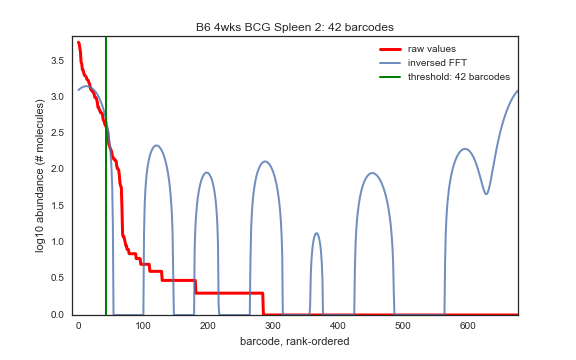 B6 4wks BCG Spleen 2: 42 barcodes
raw values
inversed FFT
threshold: 42 barcodes
log10 abundance (# molecules)
3.5
3.0
2.5
2.0
1.5
1.0
0.5
0.0
0 100 200 300 400 500 600
barcode, rank-ordered